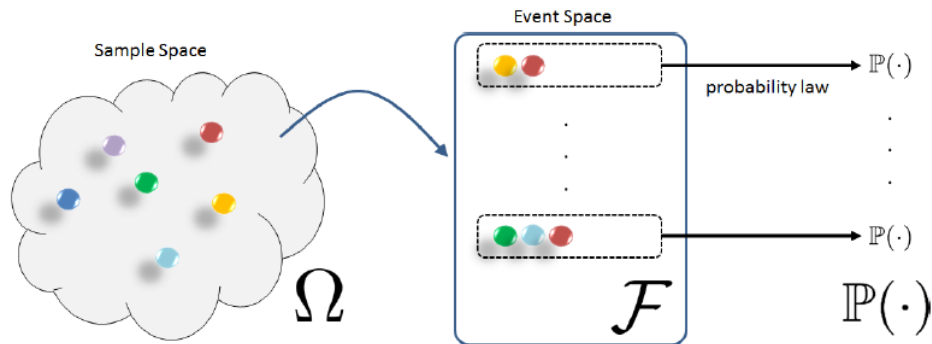 Sample Space
Event Space
ℙ(·)
probability law
.
.
.
.
.
.
ℙ(·)
Ω
ℱ
ℙ(·)